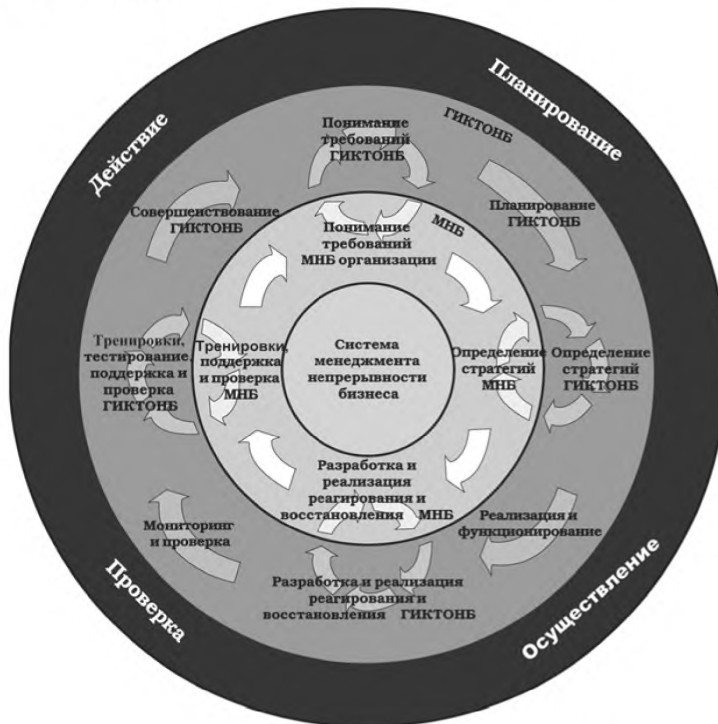 Планирование
Действие
ГИКТОНБ
Понимание
требований
ГИКТОНБ
Совершенствование
ГИКТОНБ
Планирование
ГИКТОНБ
МНБ
Понимание
требований
МНБ организации
Тренировки,
тестирование,
поддержка и
проверка
ГИКТОНБ
Тренировки,
поддержка
и проверка
МНБ
Система
менеджмента
непрерывности
бизнеса
Определение
стратегий
МНБ
Определение
стратегий
ГИКТОНБ
Разработка и
реализация
реагирования и
восстановления МНБ
Мониторинг
и проверка
Реализация и
функционирование
Разработка и реализация
реагирования и
восстановления ГИКТОНБ
Проверка
Осуществление